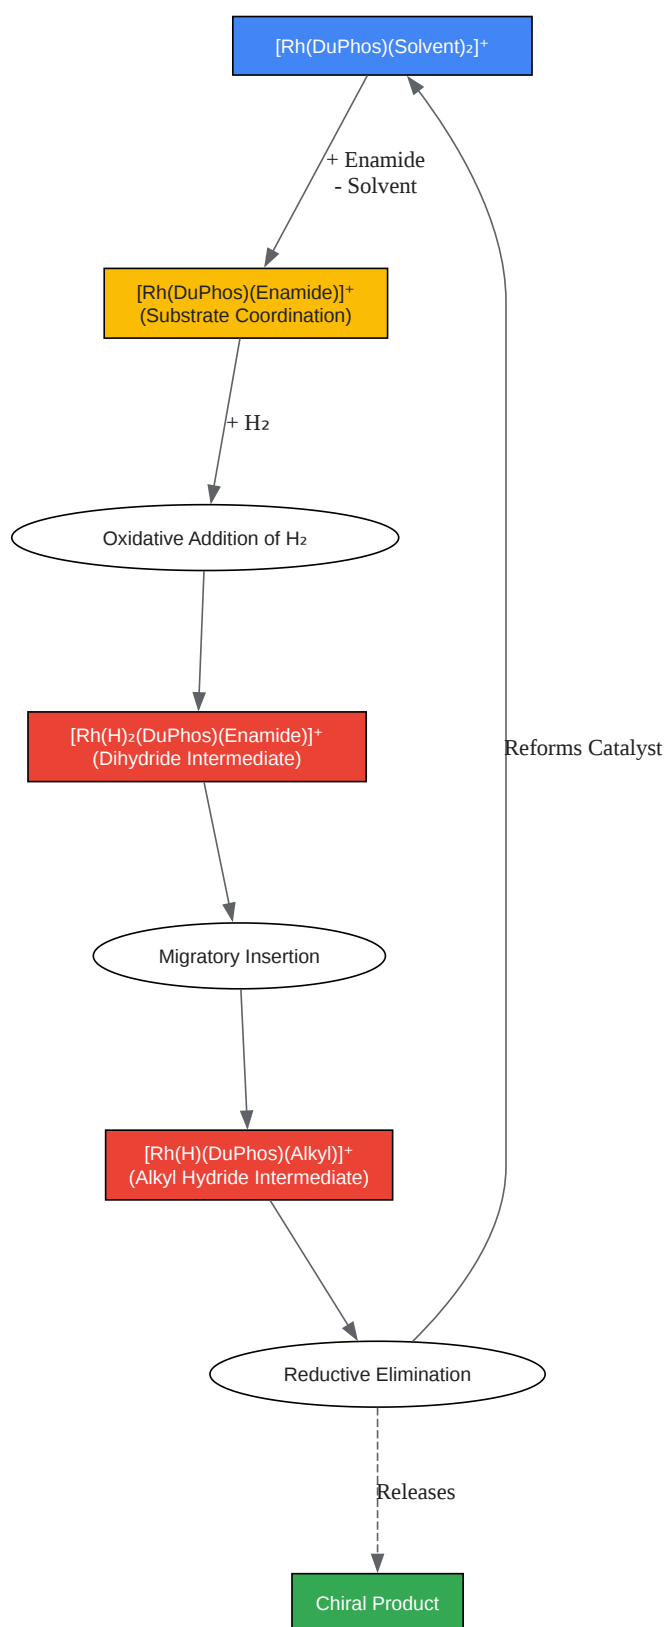 [Rh(DuPhos)(Solvent)₂]⁺
+ Enamide
- Solvent
[Rh(DuPhos)(Enamide)]⁺
(Substrate Coordination)
+ H₂
Oxidative Addition of H₂
[Rh(H)₂(DuPhos)(Enamide)]⁺
(Dihydride Intermediate)
Reforms Catalyst
Migratory Insertion
[Rh(H)(DuPhos)(Alkyl)]⁺
(Alkyl Hydride Intermediate)
Reductive Elimination
Releases
Chiral Product